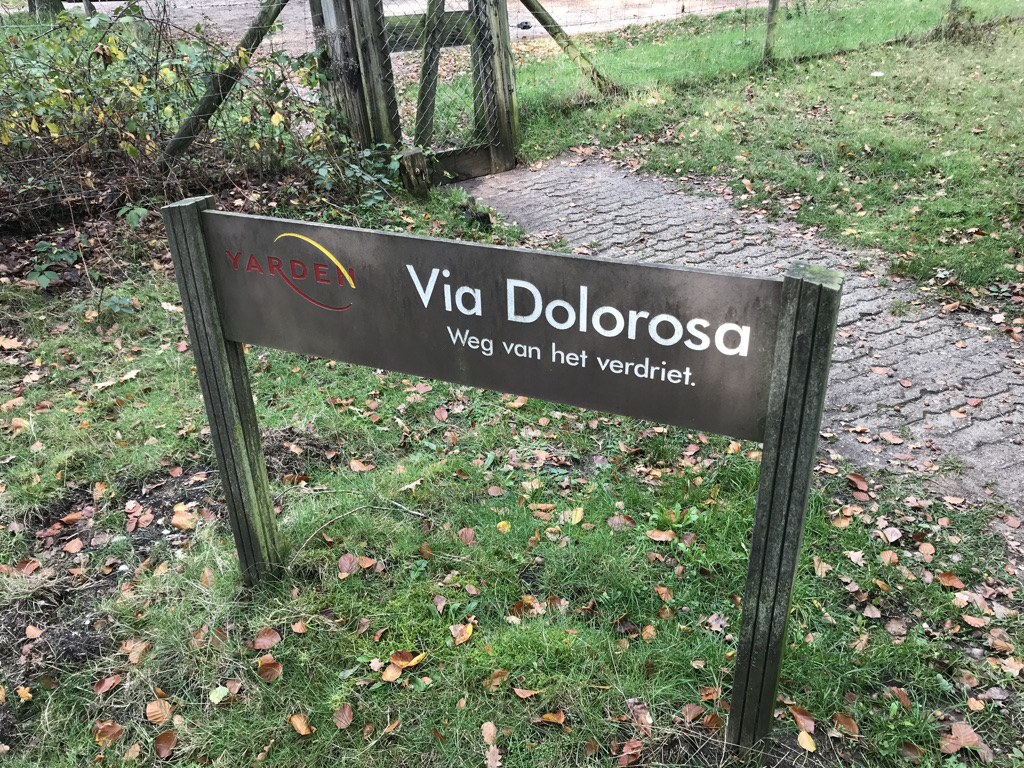 YARDEN
Via Dolorosa
Weg van het verdriet.